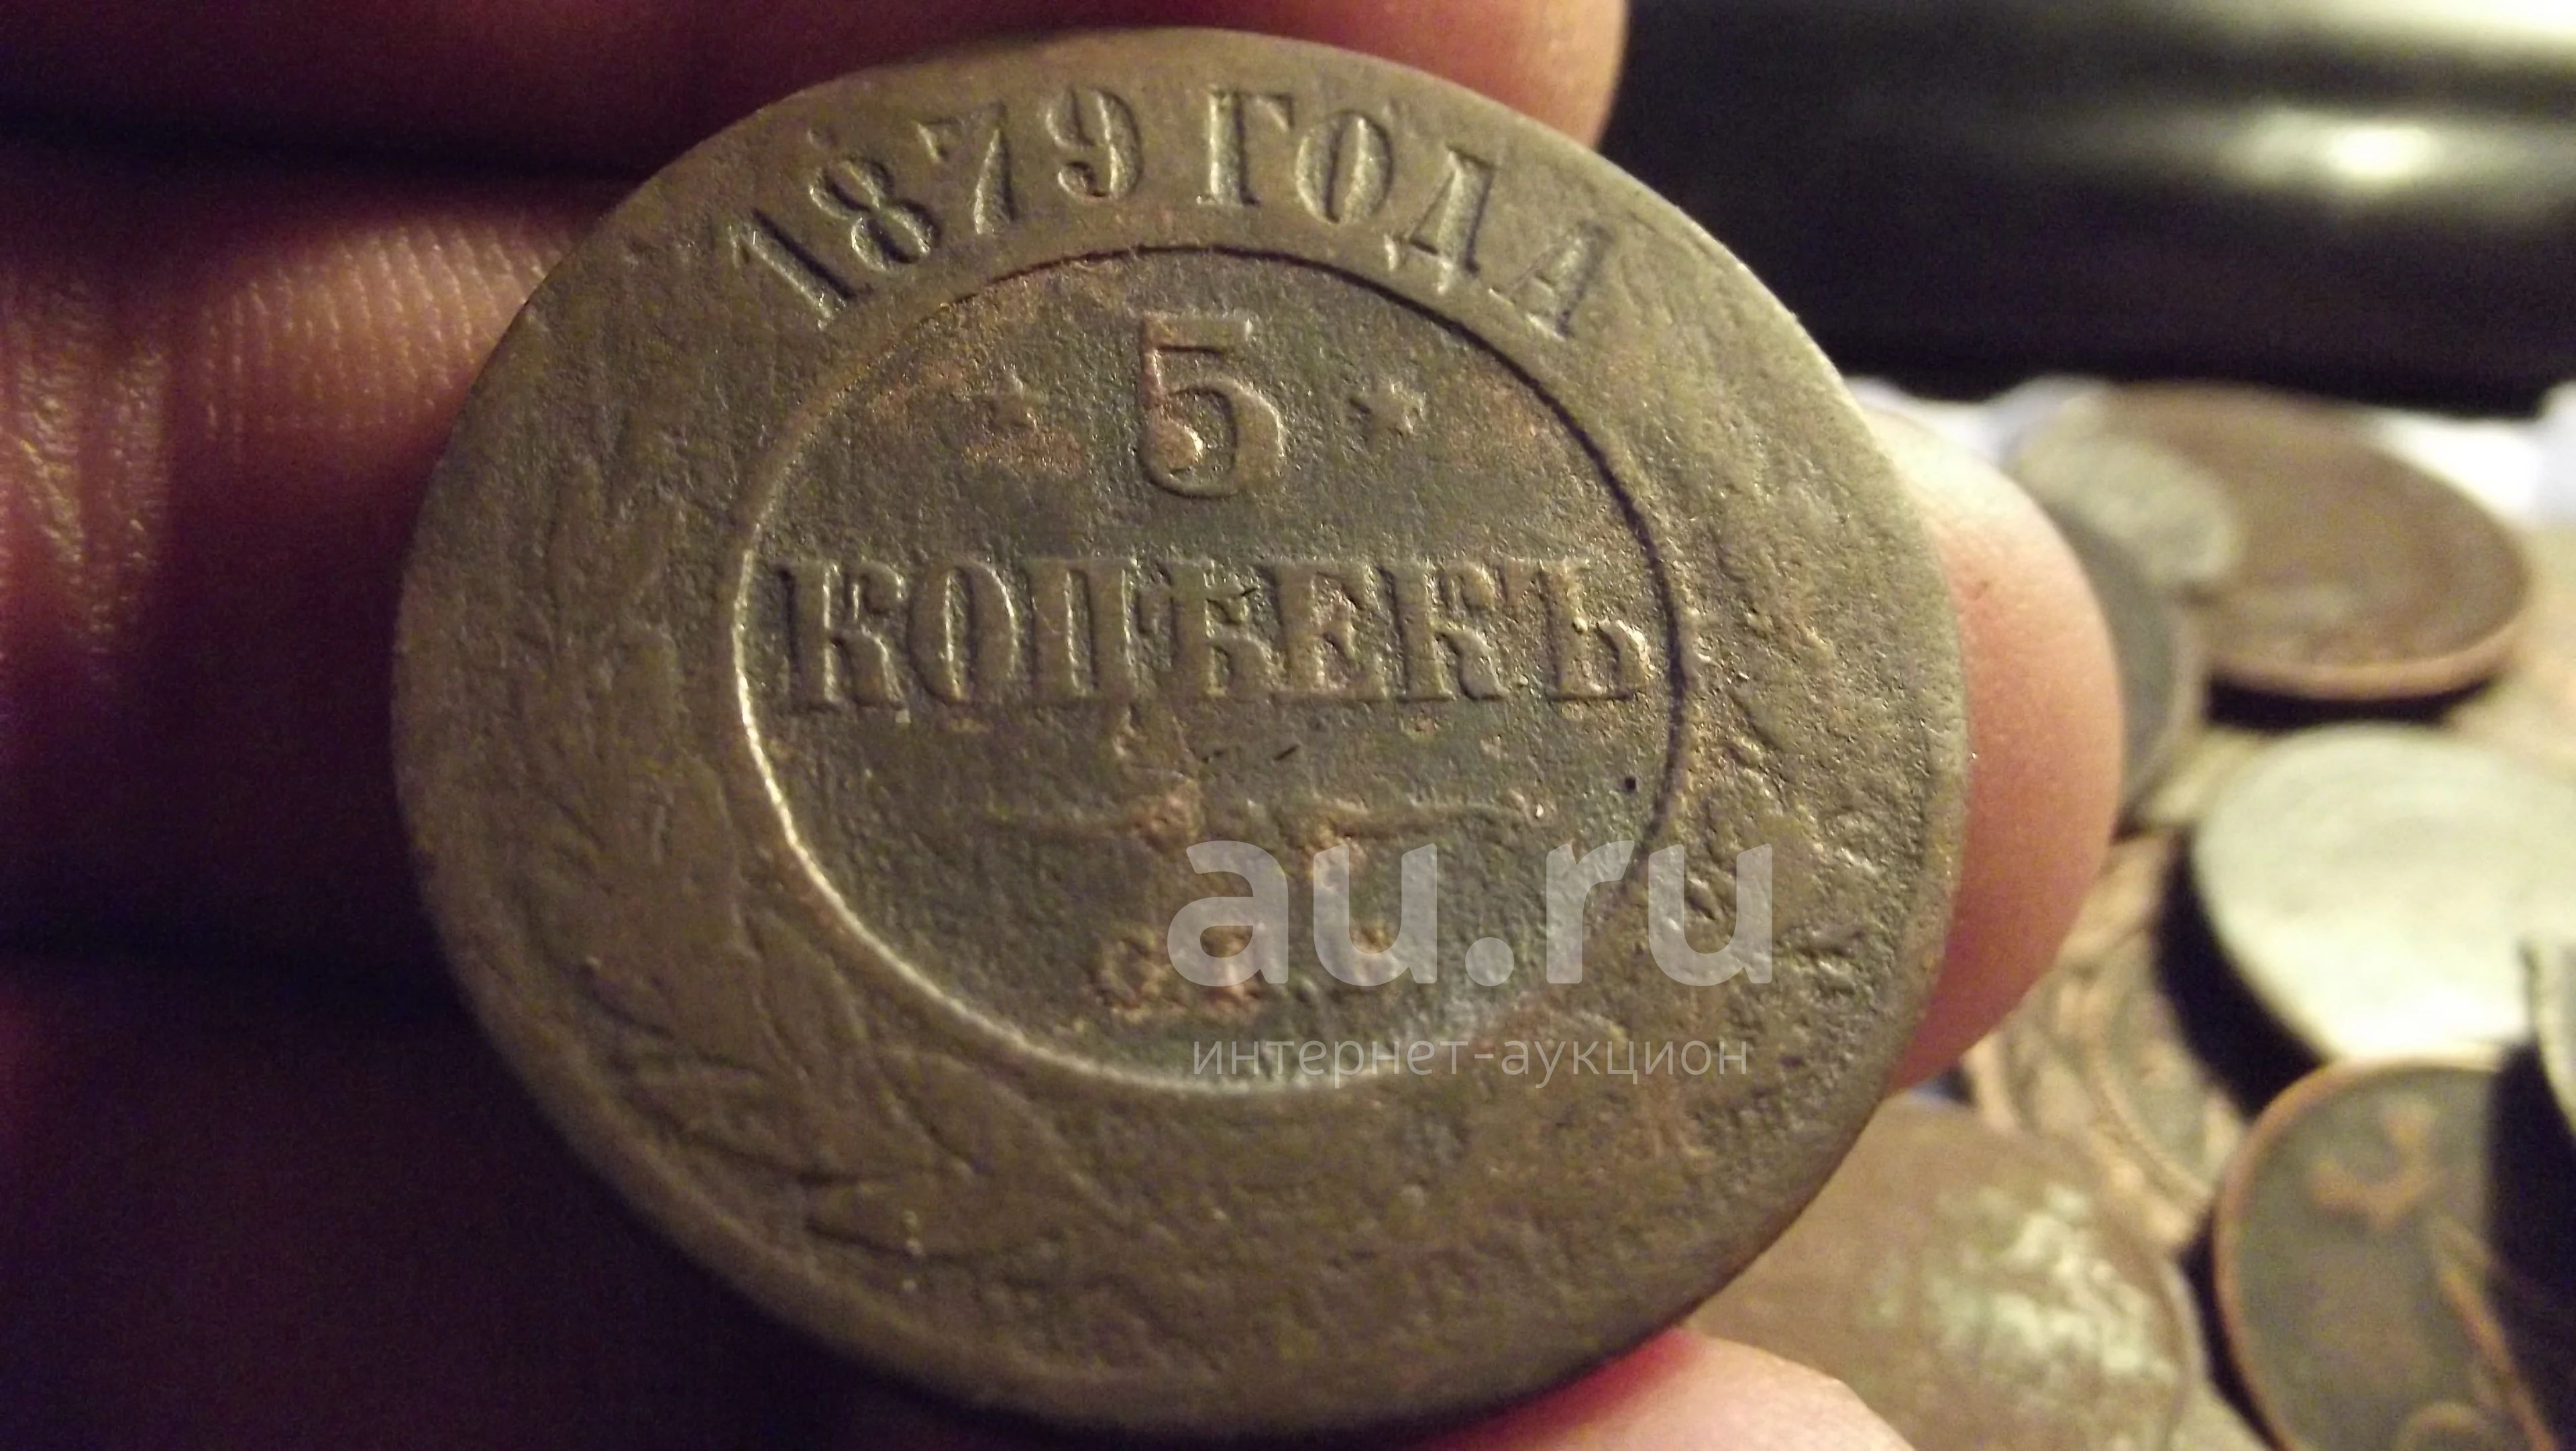 1879 ГОДА
5
КОПѢЕКЪ
au.ru
интернет-аукцион